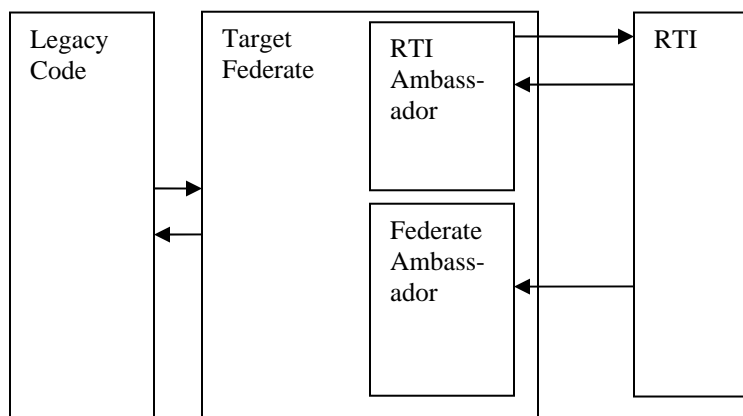 Legacy
Code
Target
Federate
RTI
Ambass-
ador
Federate
Ambass-
ador
RTI